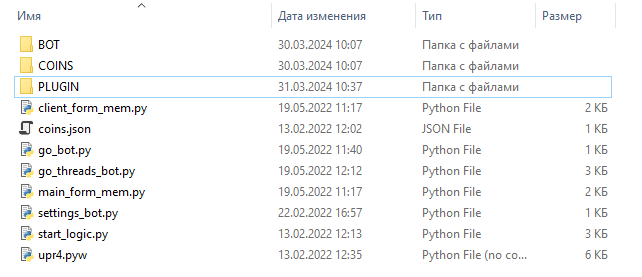 Имя Дата изменения Тип Размер
BOT 30.03.2024 10:07 Папка с файлами
COINS 30.03.2024 10:07 Папка с файлами
PLUGIN 31.03.2024 10:37 Папка с файлами
client_form_mem.py 19.05.2022 11:17 Python File 2 КБ
coins.json 13.02.2022 12:02 JSON File 1 КБ
go_bot.py 19.05.2022 11:40 Python File 1 КБ
go_threads_bot.py 19.05.2022 12:12 Python File 3 КБ
main_form_mem.py 19.05.2022 11:17 Python File 2 КБ
settings_bot.py 22.02.2022 16:57 Python File 1 КБ
start_logic.py 13.02.2022 12:07 Python File 3 КБ
upr4.pyw 13.02.2022 12:35 Python File (no co... 6 КБ